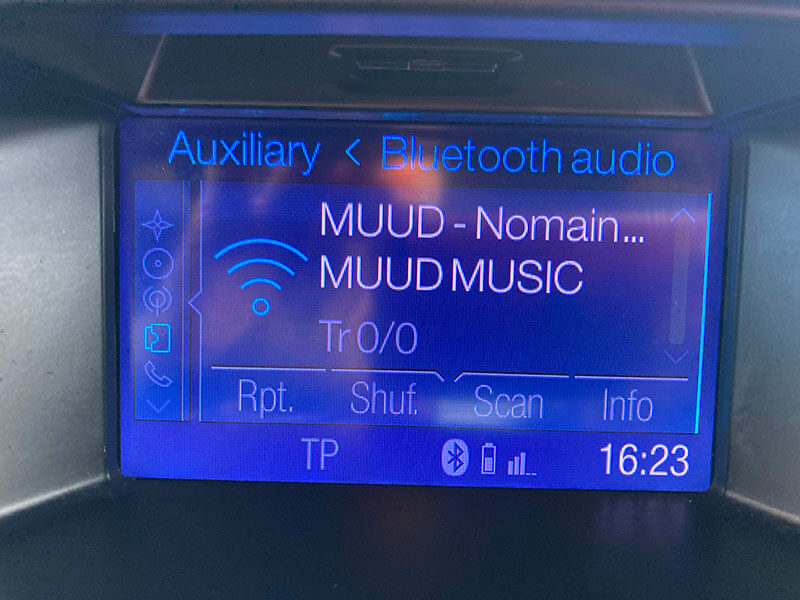 Auxiliary < Bluetooth audio
MUUD - Nomain...
MUUD MUSIC
Tr 0/0
Rpt. Shuf. Scan Info
TP 16:23